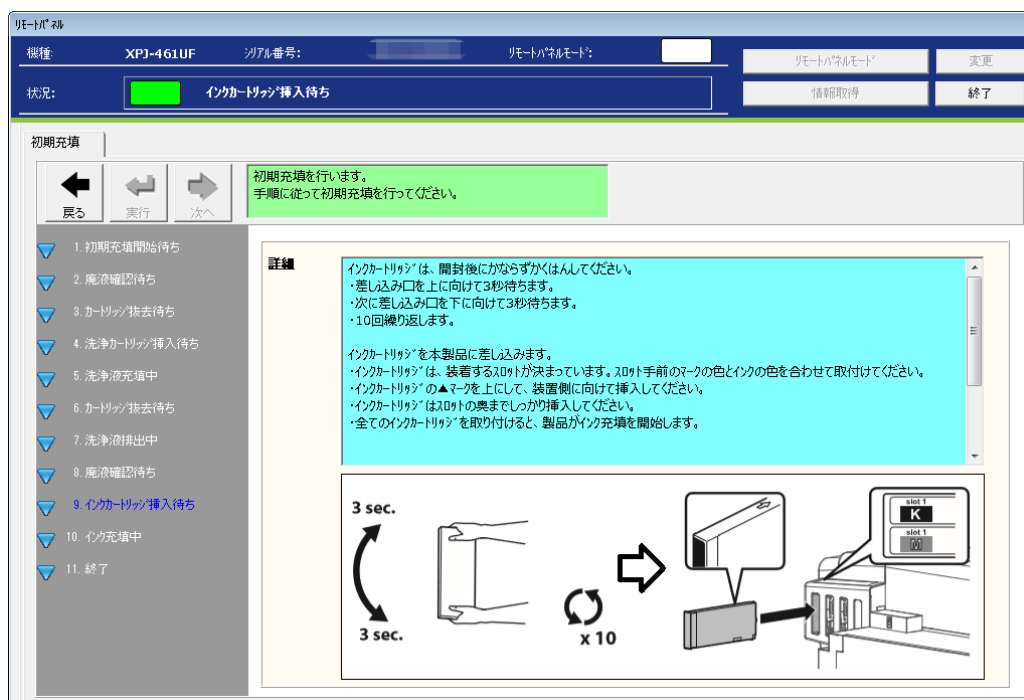 リモートパネル
機種: XPJ-461UF シリアル番号: リモートパネルモード:
リモートパネルモード 変更
状況: インクカートリッジ挿入待ち
情報取得 終了
初期充填
戻る 実行 次へ
初期充填を行います。
手順に従って初期充填を行ってください。
1. 初期充填開始待ち
2. 廃液確認待ち
3. カートリッジ抜去待ち
4. 洗浄カートリッジ挿入待ち
5. 洗浄液充填中
6. カートリッジ抜去待ち
7. 洗浄液排出中
8. 廃液確認待ち
9. インクカートリッジ挿入待ち
10. インク充填中
11. 終了
詳細
インクカートリッジは、開封後にかならずかくはんしてください。
・差し込み口を上に向けて3秒待ちます。
・次に差し込み口を下に向けて3秒待ちます。
・10回繰り返します。
インクカートリッジを本製品に差し込みます。
・インクカートリッジは、装着するスロットが決まっています。スロット手前のマークの色とインクの色を合わせて取付けてください。
・インクカートリッジの▲マークを上にして、装置側に向けて挿入してください。
・インクカートリッジはスロットの奥までしっかり挿入してください。
・全てのインクカートリッジを取り付けると、製品がインク充填を開始します。
3 sec.
3 sec.
x 10
slot 1
K
slot 1
M